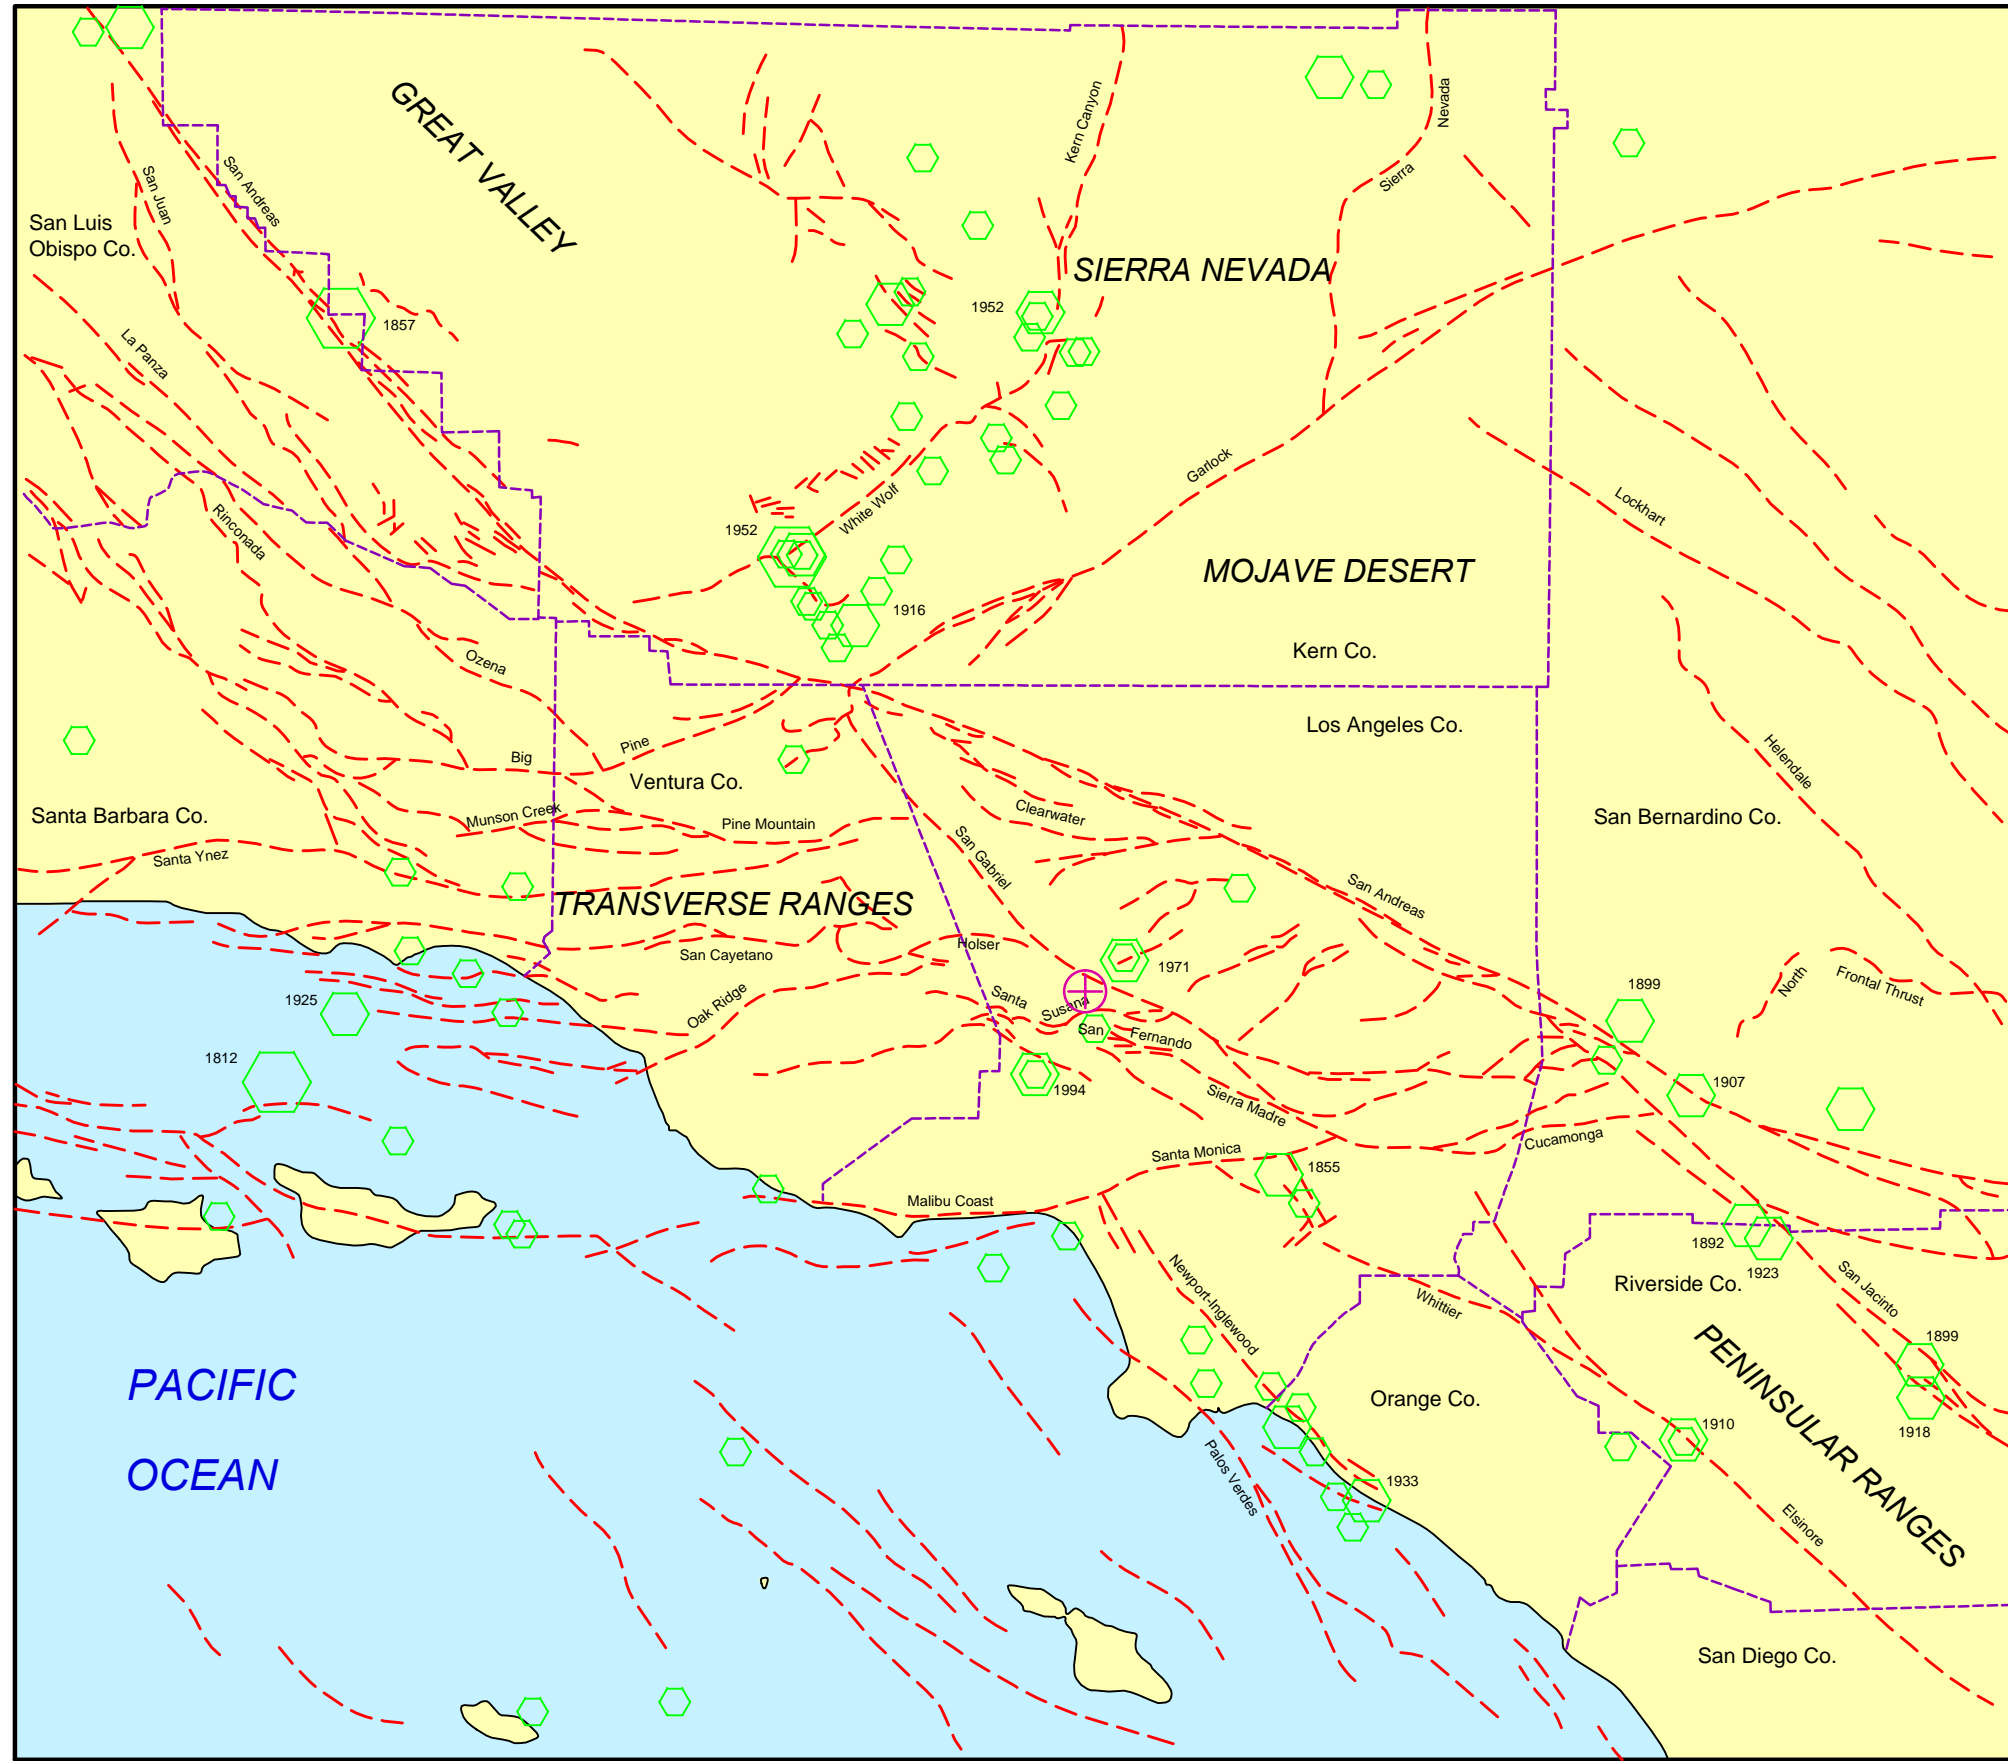 GREAT VALLEY
Kern Canyon
Nevada
Sierra
San Juan
San Andreas
San Luis
Obispo Co.
SIERRA NEVADA
1952
1857
La Panza
Garlock
Lockhart
White Wolf
Rinconada
1952
MOJAVE DESERT
1916
Kern Co.
Ozena
Los Angeles Co.
Big
Pine
Ventura Co.
Helendale
Santa Barbara Co.
Munson Creek
Pine Mountain
Clearwater
San Bernardino Co.
Santa Ynez
San Gabriel
San Andreas
TRANSVERSE RANGES
San Cayetano
Holser
1971
North
Frontal Thrust
1925
Oak Ridge
Santa
Susana
1899
San
Fernando
1812
1994
Sierra Madre
1907
Santa Monica
Cucamonga
1855
Malibu Coast
1892
1923
Newport-Inglewood
Whittier
Riverside Co.
San Jacinto
1899
PACIFIC
OCEAN
Orange Co.
PENINSULAR RANGES
1910
1918
Palos Verdes
1933
Elsinore
San Diego Co.